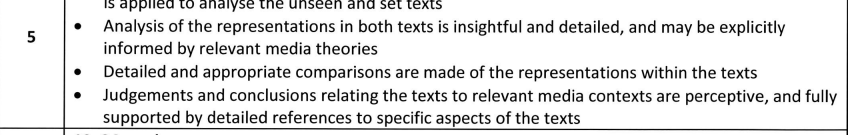 is applied to analyse the unseen and set texts
5
• Analysis of the representations in both texts is insightful and detailed, and may be explicitly
informed by relevant media theories
• Detailed and appropriate comparisons are made of the representations within the texts
• Judgements and conclusions relating the texts to relevant media contexts are perceptive, and fully
supported by detailed references to specific aspects of the texts